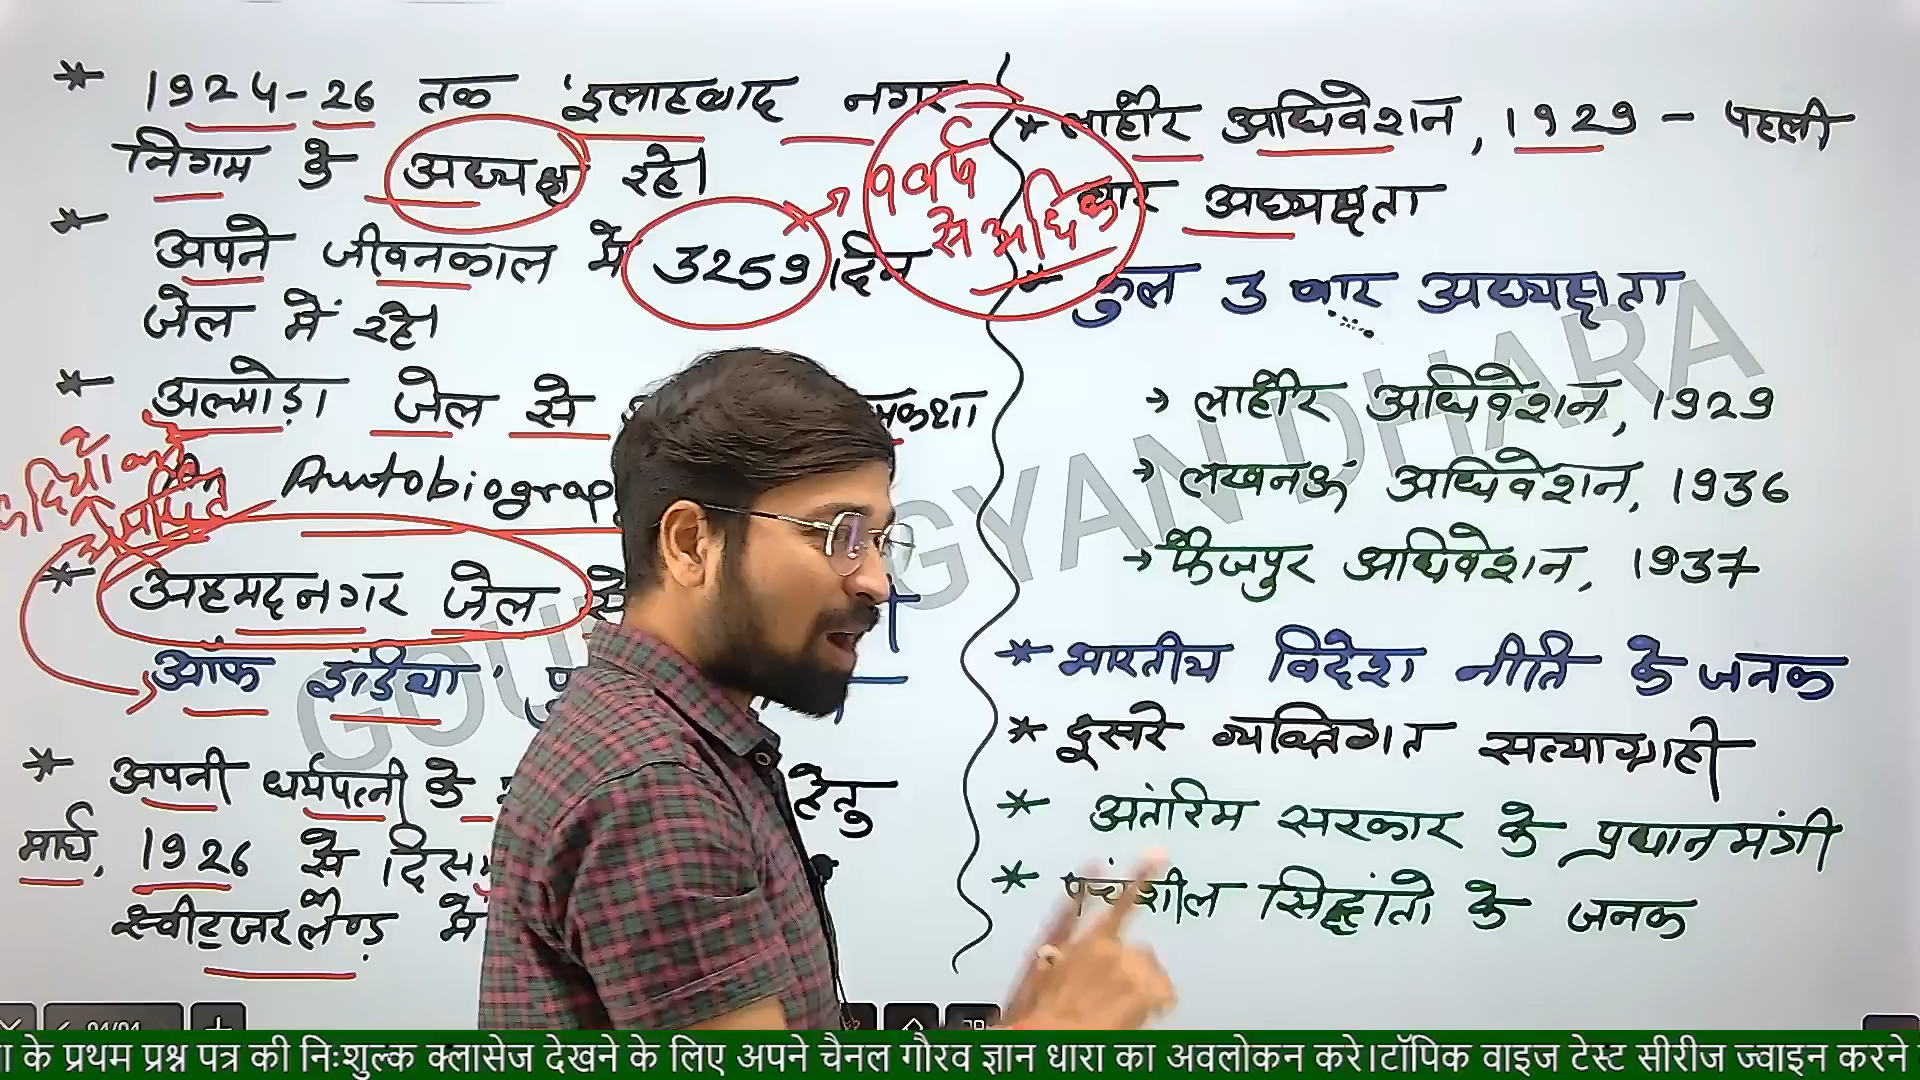 * 1924-26 तक 'इलाहबाद नगर
निगम के अध्यक्ष रहे।
* अपने जीवनकाल में 3259 दिन
जेल में रहे।
9 वर्ष
से अधिक
* अल्मोड़ा जेल से
Autobiograp
* अहमदनगर जेल से
ऑफ इंडिया'
* अपनी धर्मपत्नी के हेतु
मार्च, 1926 से
स्वीट्जरलैण्ड में
* लाहौर अधिवेशन, 1929 - पहली
बार अध्यक्षता
* कुल 3 बार अध्यक्षता
→ लाहौर अधिवेशन, 1929
→ लखनऊ अधिवेशन, 1936
→ फैजपुर अधिवेशन, 1937
* भारतीय विदेश नीति के जनक
* दूसरे व्यक्तिगत सत्याग्रही
* अंतरिम सरकार के प्रधानमंत्री
* पंचशील सिद्धांतो के जनक
GYAN DHARA
के प्रथम प्रश्न पत्र की निःशुल्क क्लासेज देखने के लिए अपने चैनल गौरव ज्ञान धारा का अवलोकन करे।टॉपिक वाइज टेस्ट सीरीज ज्वाइन करने